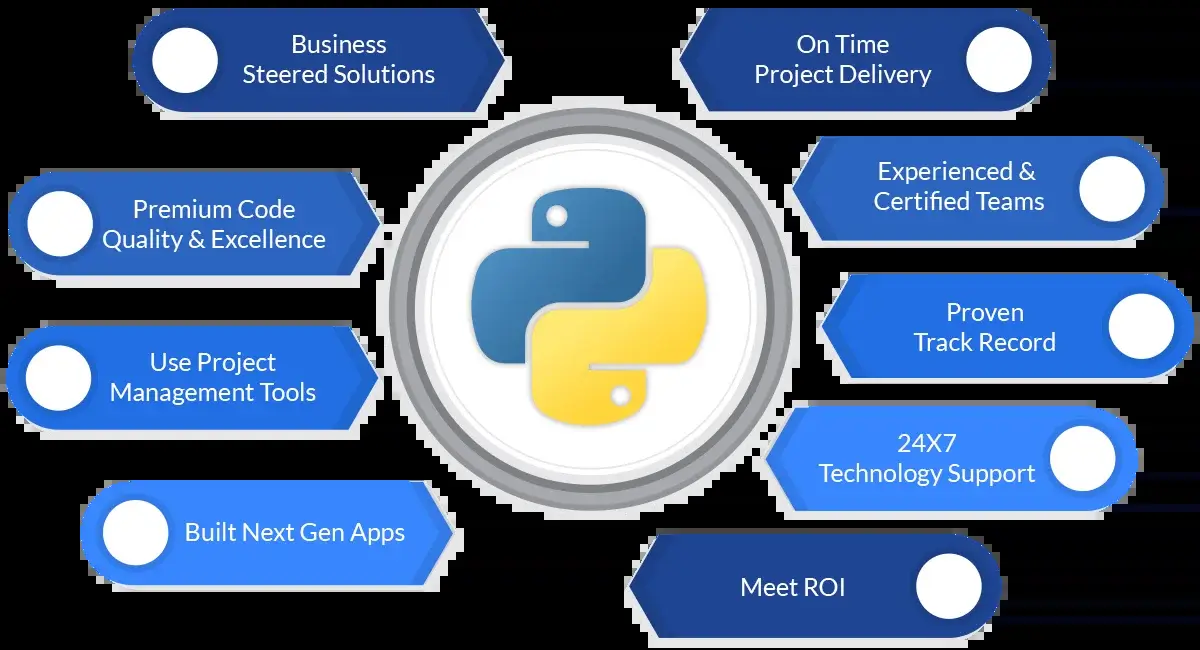 Business
Steered Solutions
On Time
Project Delivery
Premium Code
Quality & Excellence
Experienced &
Certified Teams
Use Project
Management Tools
Proven
Track Record
Built Next Gen Apps
24X7
Technology Support
Meet ROI